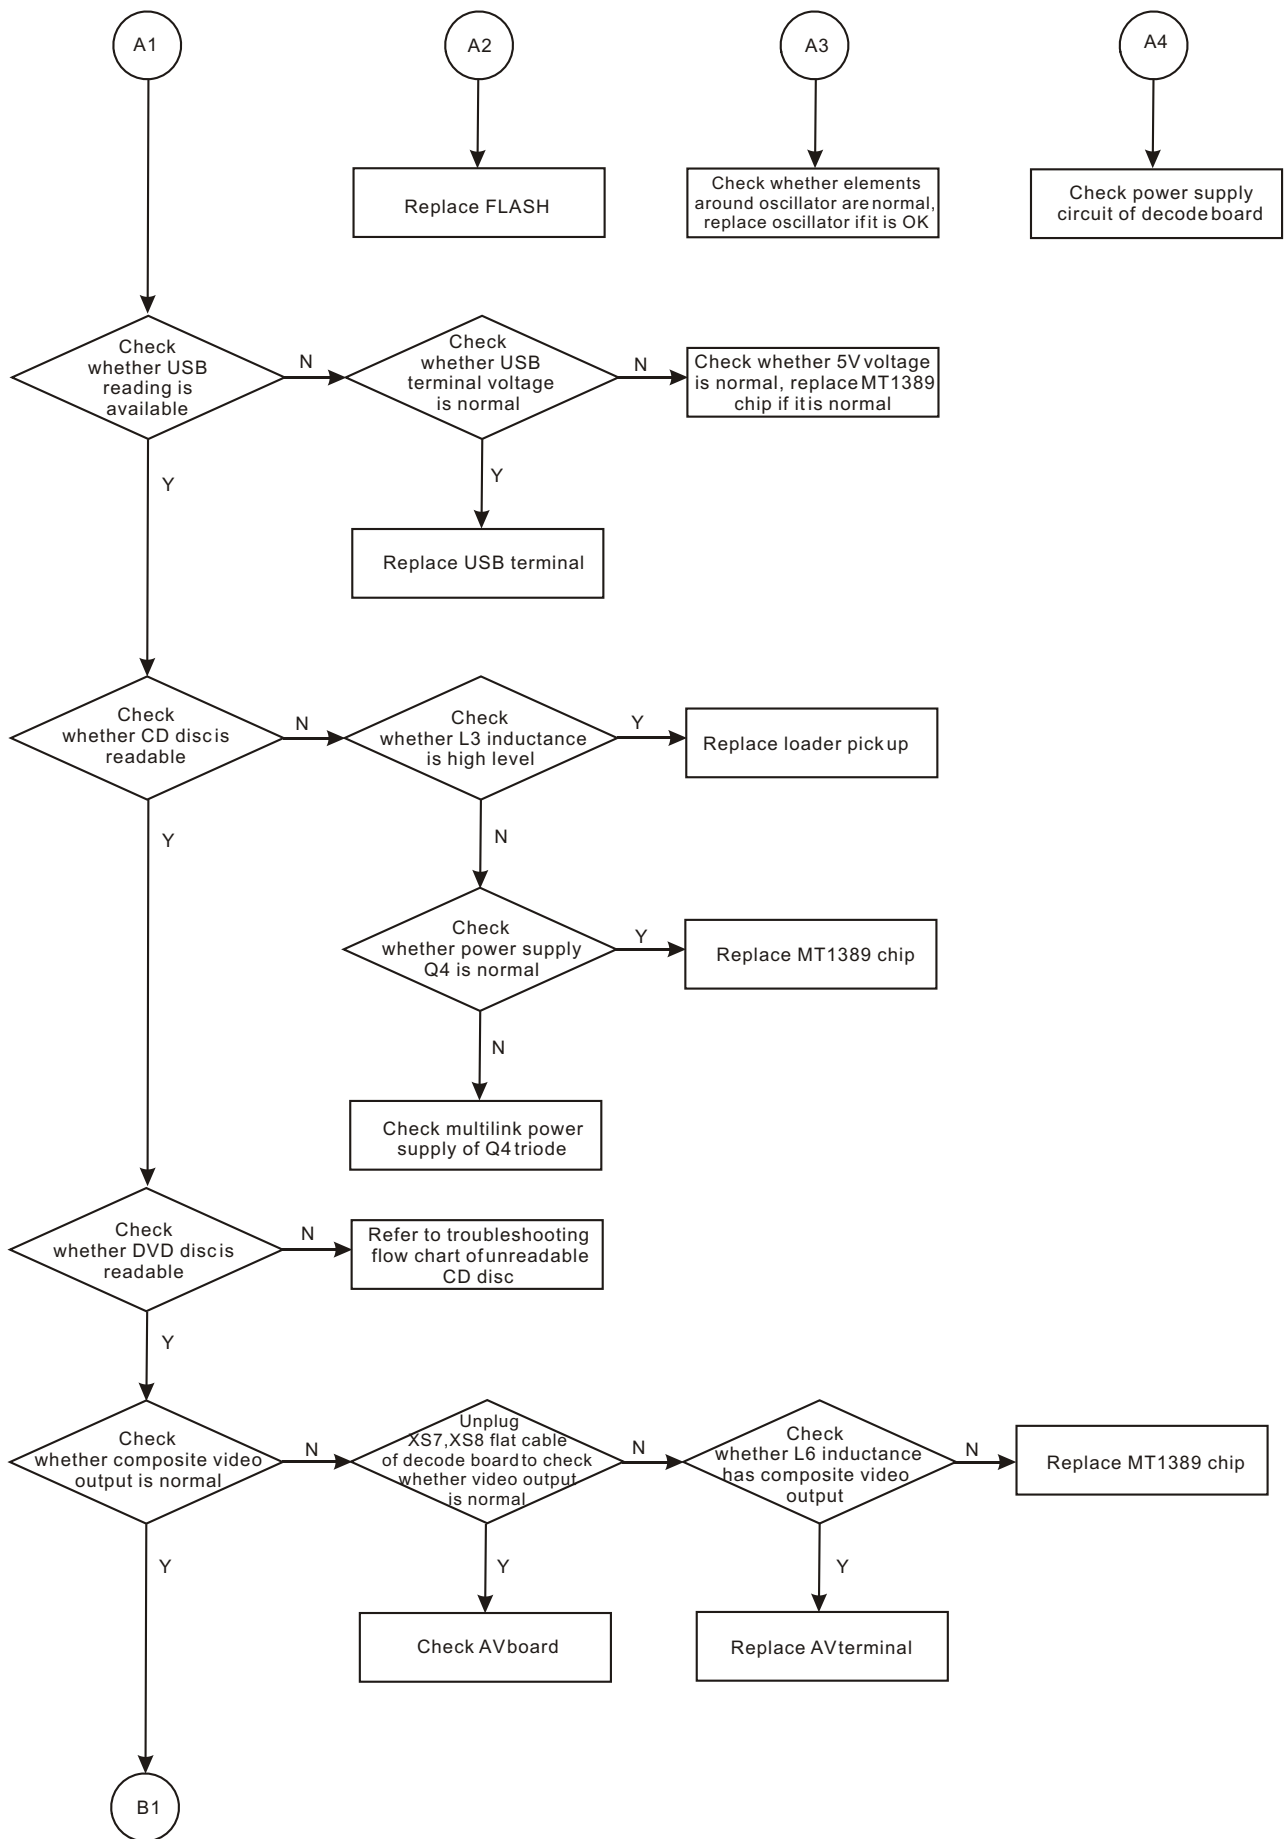 A1
A2
A3
A4
Replace FLASH
Check whether elements
around oscillator are normal,
replace oscillator if it is OK
Check power supply
circuit of decode board
Check
whether USB
reading is
available
N
Check
whether USB
terminal voltage
is normal
N
Check whether 5V voltage
is normal, replace MT1389
chip if it is normal
Y
Y
Replace USB terminal
Check
whether CD disc is
readable
N
Check
whether L3 inductance
is high level
Y
Replace loader pick up
Y
N
Check
whether power supply
Q4 is normal
Y
Replace MT1389 chip
N
Check multilink power
supply of Q4 triode
Check
whether DVD disc is
readable
N
Refer to troubleshooting
flow chart of unreadable
CD disc
Y
Check
whether composite video
output is normal
N
Unplug
XS7,XS8 flat cable
of decode board to check
whether video output
is normal
N
Check
whether L6 inductance
has composite video
output
N
Replace MT1389 chip
Y
Y
Y
Check AV board
Replace AV terminal
B1